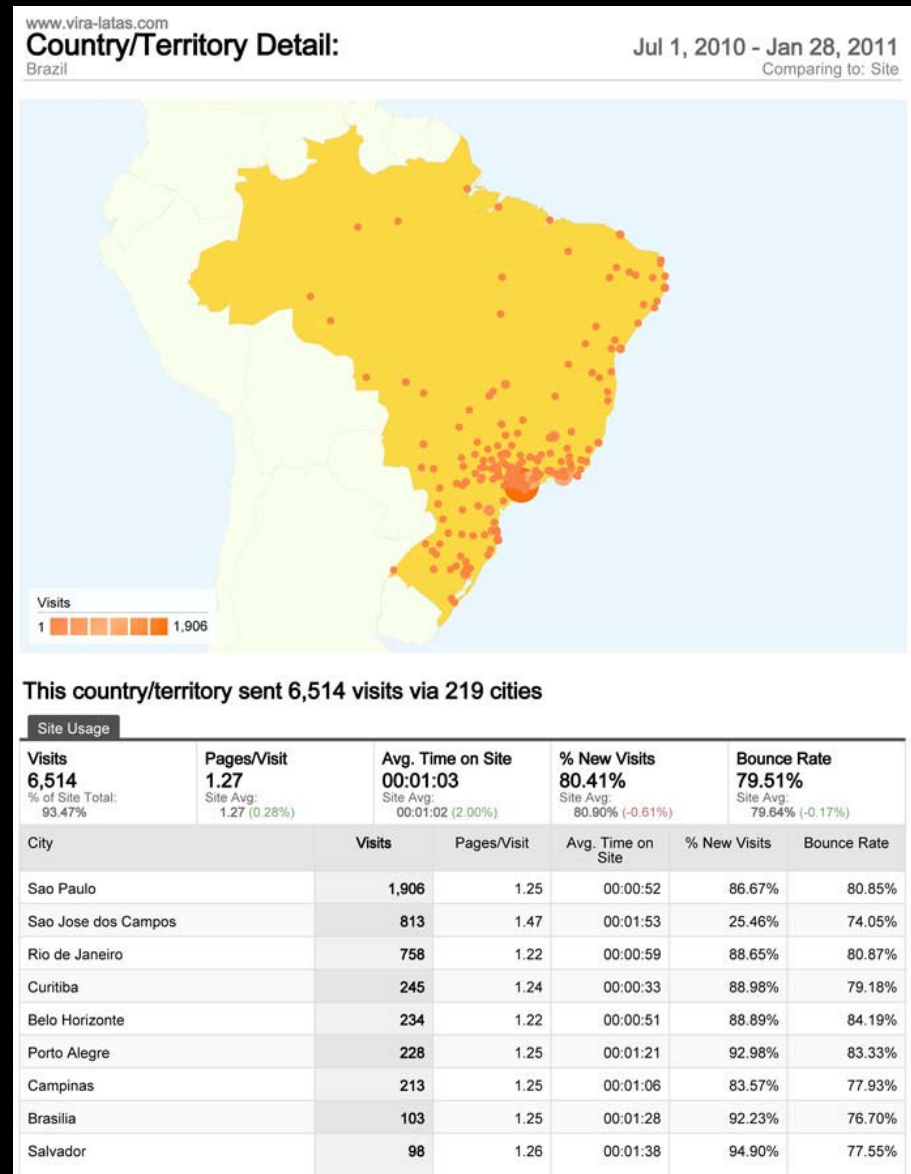 www.vira-latas.com
Country/Territory Detail:
Brazil
Jul 1, 2010 - Jan 28, 2011
Comparing to: Site
Visits
1 1,906
This country/territory sent 6,514 visits via 219 cities
Site Usage
Visits Pages/Visit Avg. Time on Site % New Visits Bounce Rate
6,514 1.27 00:01:03 80.41% 79.51%
% of Site Total: Site Avg: Site Avg: Site Avg: Site Avg:
93.47% 1.27 (0.28%) 00:01:02 (2.00%) 80.90% (-0.61%) 79.64% (-0.17%)
City Visits Pages/Visit Avg. Time on % New Visits Bounce Rate
Site
Sao Paulo 1,906 1.25 00:00:52 86.67% 80.85%
Sao Jose dos Campos 813 1.47 00:01:53 25.46% 74.05%
Rio de Janeiro 758 1.22 00:00:59 88.65% 80.87%
Curitiba 245 1.24 00:00:33 88.98% 79.18%
Belo Horizonte 234 1.22 00:00:51 88.89% 84.19%
Porto Alegre 228 1.25 00:01:21 92.98% 83.33%
Campinas 213 1.25 00:01:06 83.57% 77.93%
Brasilia 103 1.25 00:01:28 92.23% 76.70%
Salvador 98 1.26 00:01:38 94.90% 77.55%